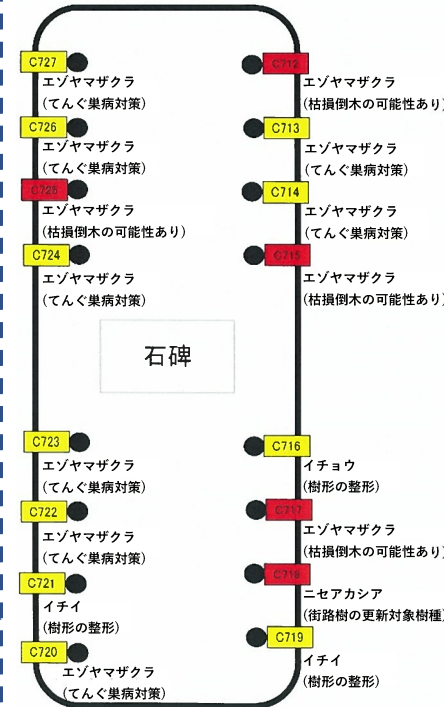 C727
エゾヤマザクラ
(てんぐ巣病対策)
C726
エゾヤマザクラ
(てんぐ巣病対策)
C725
エゾヤマザクラ
(枯損倒木の可能性あり)
C724
エゾヤマザクラ
(てんぐ巣病対策)
C712
エゾヤマザクラ
(枯損倒木の可能性あり)
C713
エゾヤマザクラ
(てんぐ巣病対策)
C714
エゾヤマザクラ
(てんぐ巣病対策)
C715
エゾヤマザクラ
(枯損倒木の可能性あり)
石碑
C723
エゾヤマザクラ
(てんぐ巣病対策)
C722
エゾヤマザクラ
(てんぐ巣病対策)
C721
イチイ
(樹形の整形)
C720
エゾヤマザクラ
(てんぐ巣病対策)
C716
イチョウ
(樹形の整形)
C717
エゾヤマザクラ
(枯損倒木の可能性あり)
C718
ニセアカシア
(街路樹の更新対象樹種)
C719
イチイ
(樹形の整形)